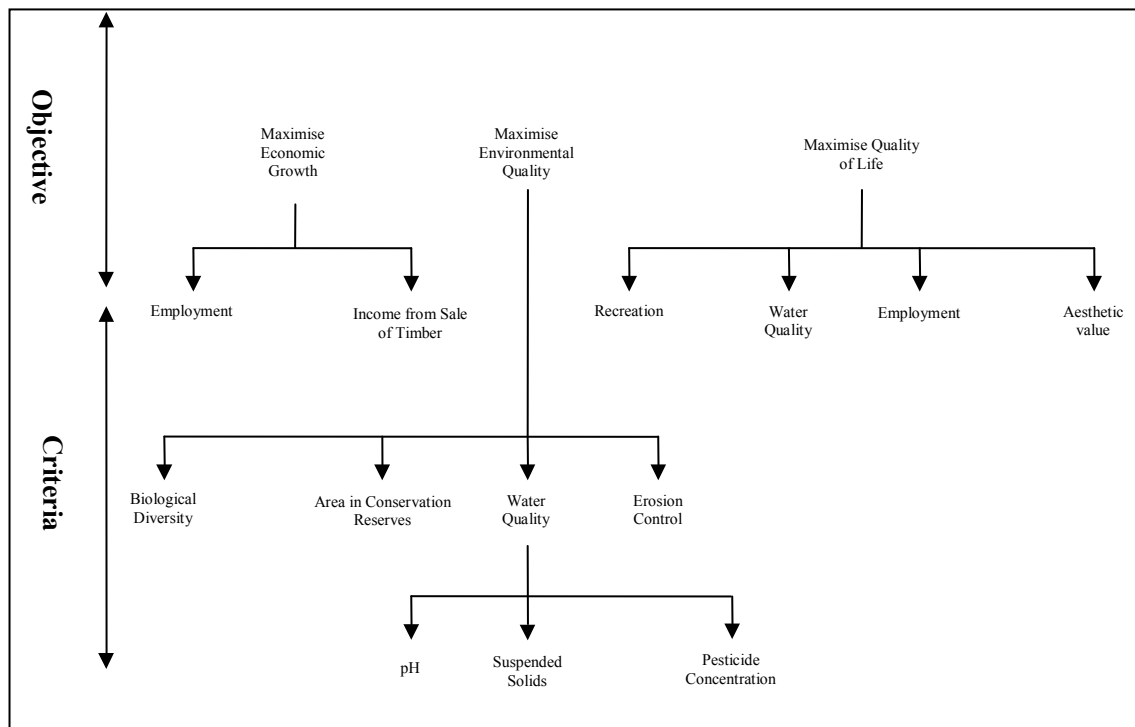 Objective
Maximise
Economic
Growth
Maximise
Environmental
Quality
Maximise Quality
of Life
Employment
Income from Sale
of Timber
Recreation
Water
Quality
Employment
Aesthetic
value
Criteria
Biological
Diversity
Area in Conservation
Reserves
Water
Quality
Erosion
Control
pH
Suspended
Solids
Pesticide
Concentration